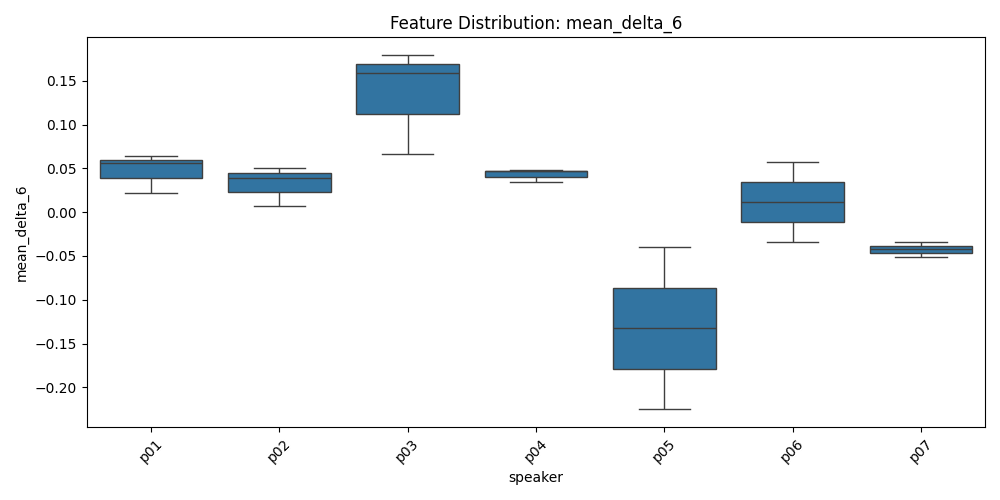 Feature Distribution: mean_delta_6
mean_delta_6
0.15
0.10
0.05
0.00
−0.05
−0.10
−0.15
−0.20
p01
p02
p03
p04
p05
p06
p07
speaker